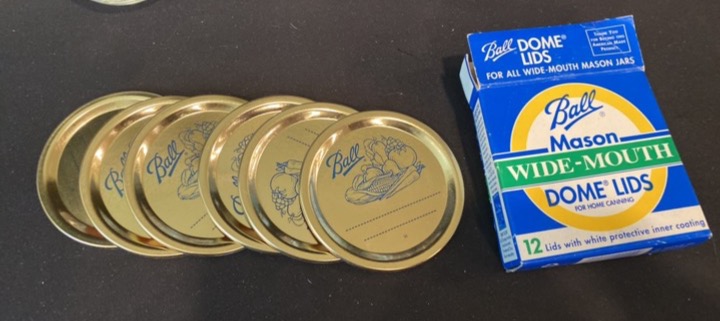 Ball
Ball
Ball
Ball
Ball DOME®
LIDS
FOR ALL WIDE-MOUTH MASON JARS
Ball
Mason
WIDE-MOUTH
DOME® LIDS
FOR HOME CANNING
12 Lids with white protective inner coating